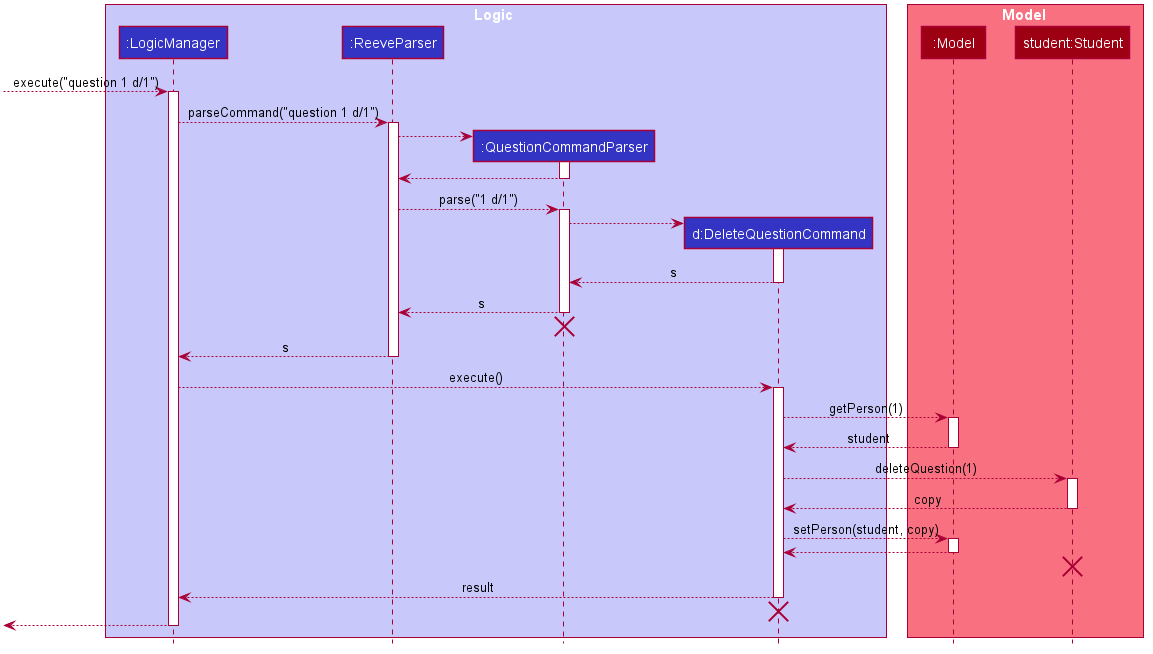 Logic
Model
:LogicManager
:ReeveParser
:Model
student:Student
execute("question 1 d/1")
parseCommand("question 1 d/1")
:QuestionCommandParser
parse("1 d/1")
d:DeleteQuestionCommand
s
s
s
execute()
getPerson(1)
student
deleteQuestion(1)
copy
setPerson(student, copy)
result